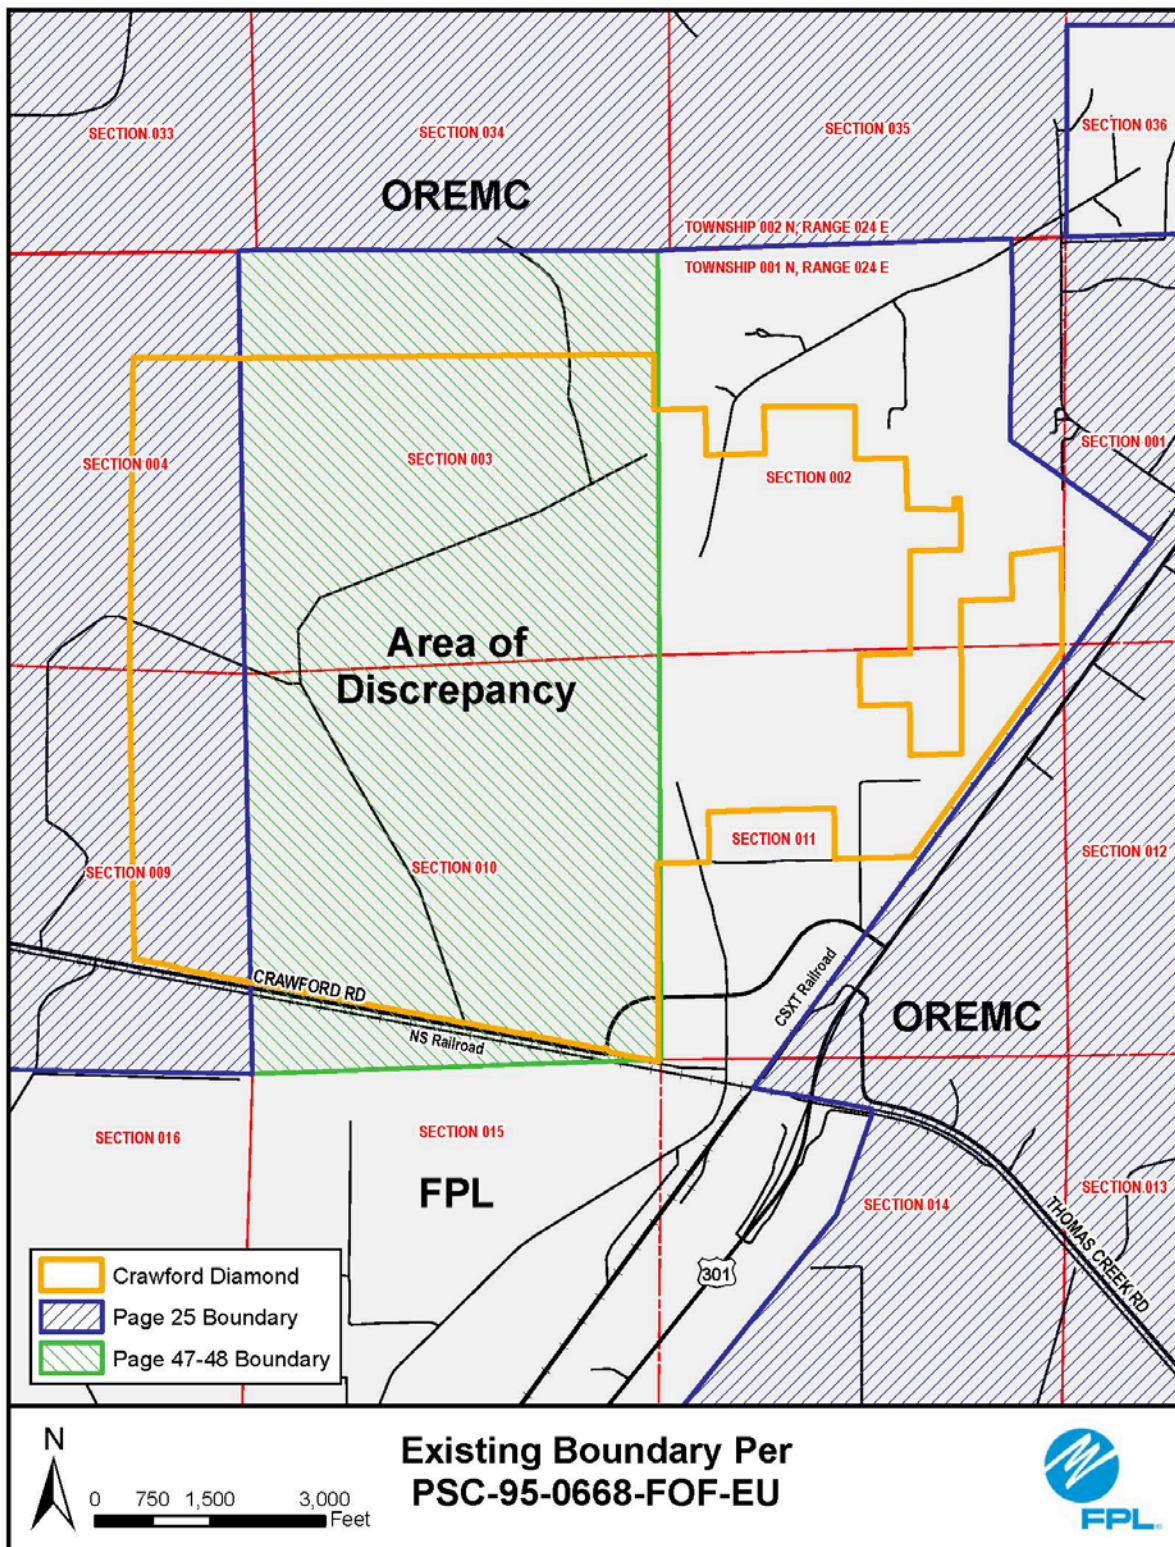 SECTION 033
SECTION 034
SECTION 035
SECTION 036
OREMC
TOWNSHIP 002 N, RANGE 024 E
TOWNSHIP 001 N, RANGE 024 E
SECTION 004
SECTION 003
SECTION 002
SECTION 001
Area of
Discrepancy
SECTION 009
SECTION 010
SECTION 011
SECTION 012
CRAWFORD RD
NS Railroad
CSXT Railroad
OREMC
SECTION 016
SECTION 015
FPL
SECTION 014
SECTION 013
THOMAS CREEK RD
301
Crawford Diamond
Page 25 Boundary
Page 47-48 Boundary
N
0 750 1,500 3,000
Feet
Existing Boundary Per
PSC-95-0668-FOF-EU
FPL